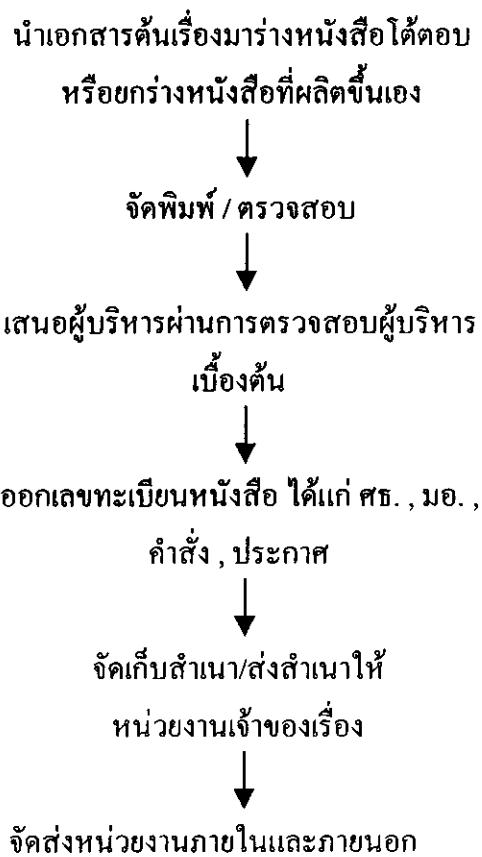 นำเอกสารต้นเรื่องมาร่างหนังสือโต้ตอบ
หรือยกร่างหนังสือที่ผลิตขึ้นเอง
จัดพิมพ์ / ตรวจสอบ
เสนอผู้บริหารผ่านการตรวจสอบผู้บริหาร
เบื้องต้น
ออกเลขทะเบียนหนังสือ ได้แก่ ศธ. , มอ. ,
คำสั่ง , ประกาศ
จัดเก็บสำเนา/ส่งสำเนาให้
หน่วยงานเจ้าของเรื่อง
จัดส่งหน่วยงานภายในและภายนอก